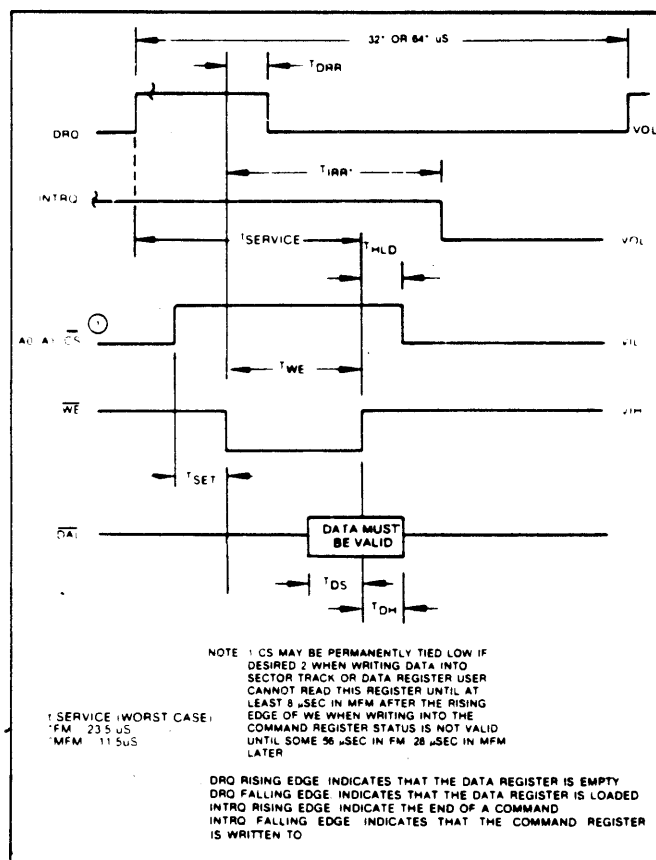 32* OR 64* uS
TDRR
DRQ
VOL
TIRR*
INTRQ
VOL
TSERVICE
THLD
1
A0 A1 CS
VIL
TWE
WE
VIH
TSET
DAL
DATA MUST
BE VALID
TDS
TDH
NOTE 1 CS MAY BE PERMANENTLY TIED LOW IF
DESIRED 2 WHEN WRITING DATA INTO
SECTOR TRACK OR DATA REGISTER USER
CANNOT READ THIS REGISTER UNTIL AT
LEAST 8 µSEC IN MFM AFTER THE RISING
EDGE OF WE WHEN WRITING INTO THE
COMMAND REGISTER STATUS IS NOT VALID
UNTIL SOME 56 µSEC IN FM 28 µSEC IN MFM
LATER
T SERVICE (WORST CASE)
*FM 23.5 uS
*MFM 11.5uS
DRQ RISING EDGE INDICATES THAT THE DATA REGISTER IS EMPTY
DRQ FALLING EDGE INDICATES THAT THE DATA REGISTER IS LOADED
INTRQ RISING EDGE INDICATE THE END OF A COMMAND
INTRQ FALLING EDGE INDICATES THAT THE COMMAND REGISTER
IS WRITTEN TO